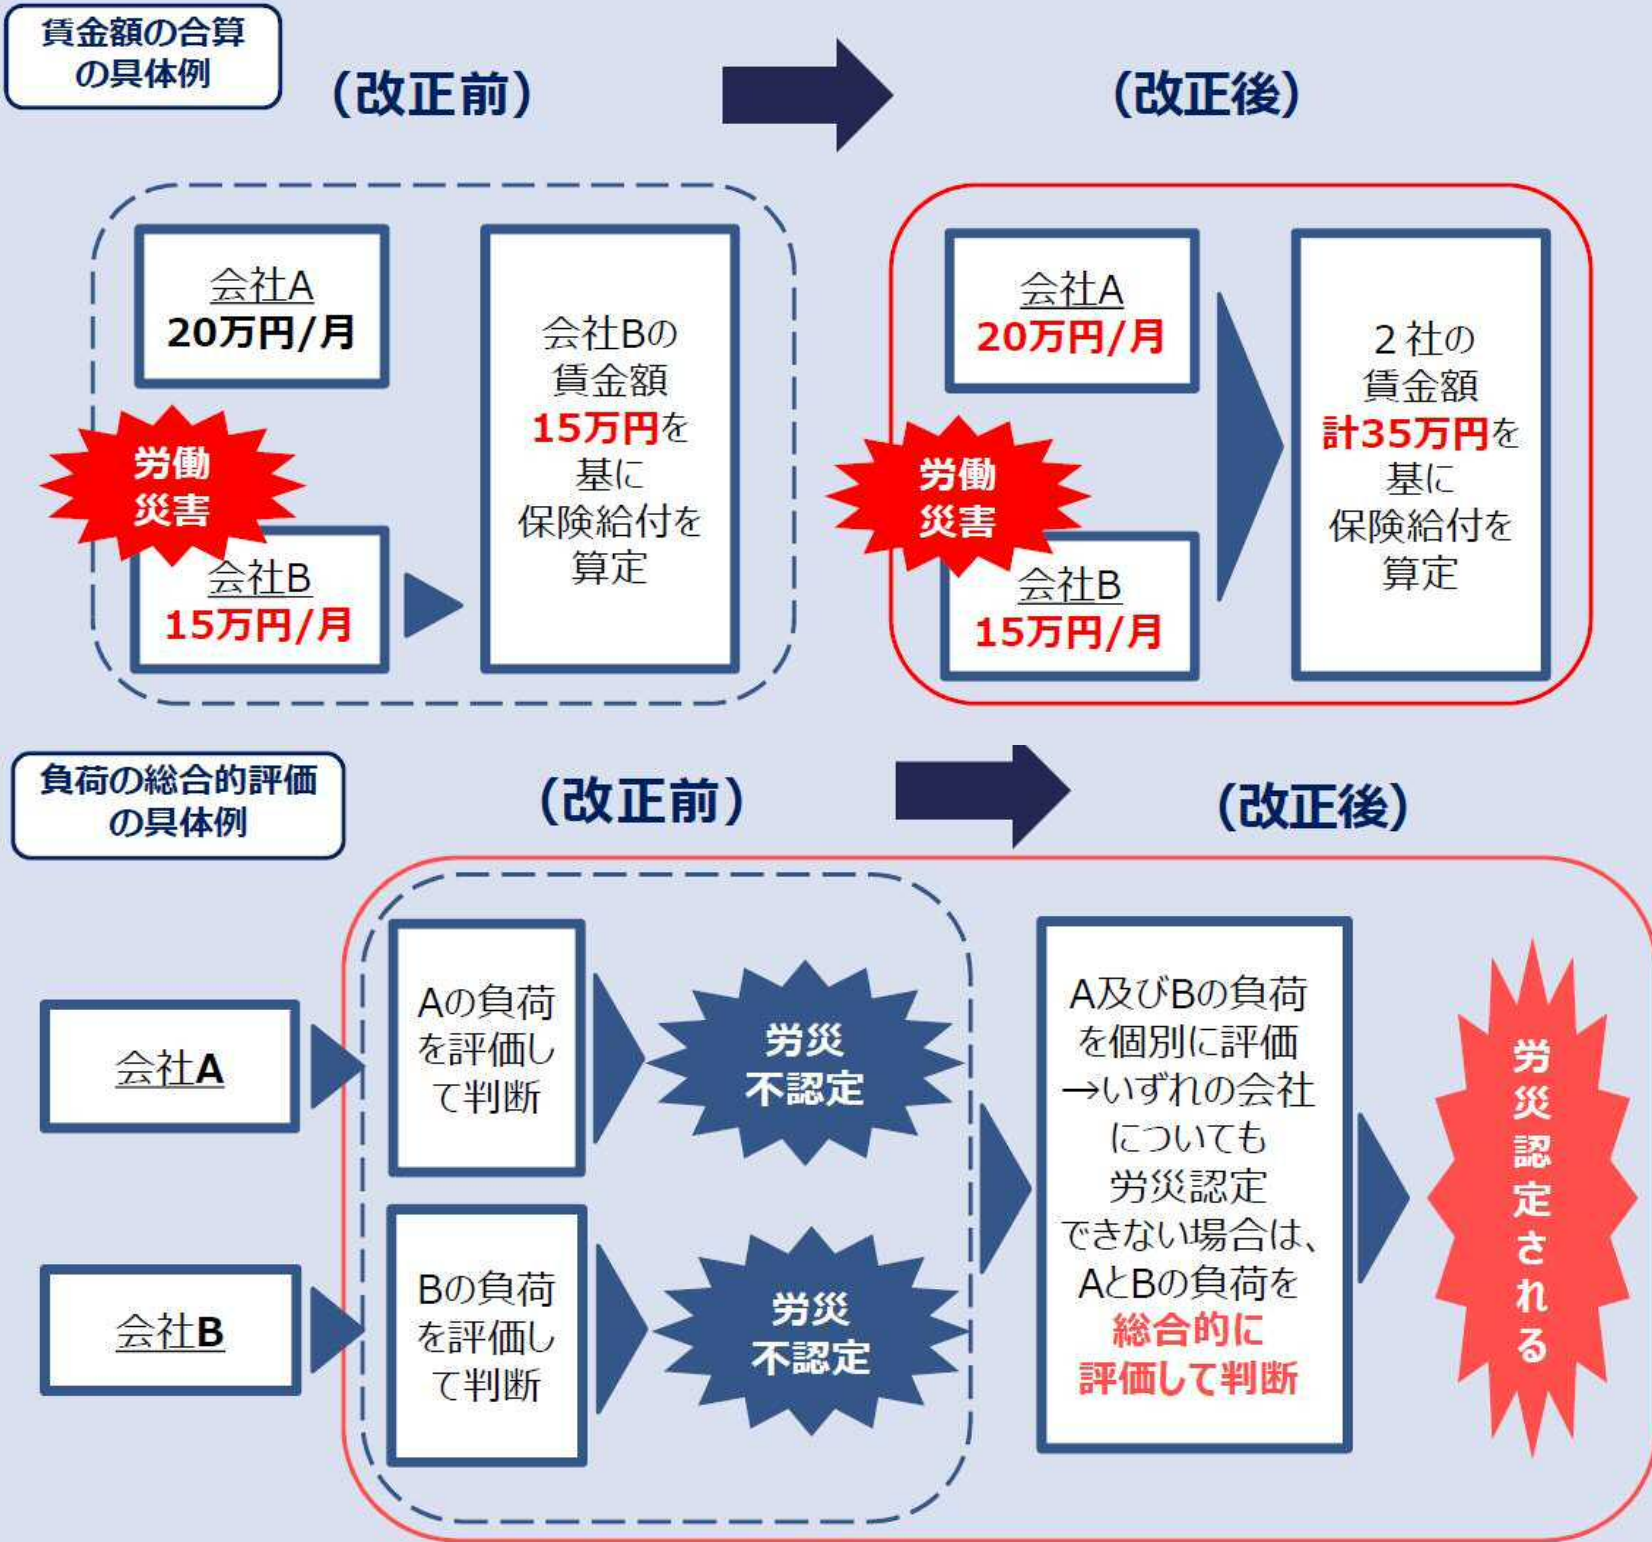 賃金額の合算
の具体例
（改正前）
（改正後）
会社A
20万円/月
労働
災害
会社B
15万円/月
会社Bの
賃金額
15万円を
基に
保険給付を
算定
会社A
20万円/月
労働
災害
会社B
15万円/月
２社の
賃金額
計35万円を
基に
保険給付を
算定
負荷の総合的評価
の具体例
（改正前）
（改正後）
会社A
Aの負荷
を評価し
て判断
労災
不認定
会社B
Bの負荷
を評価し
て判断
労災
不認定
A及びBの負荷
を個別に評価
→いずれの会社
についても
労災認定
できない場合は、
AとBの負荷を
総合的に
評価して判断
労災認定される